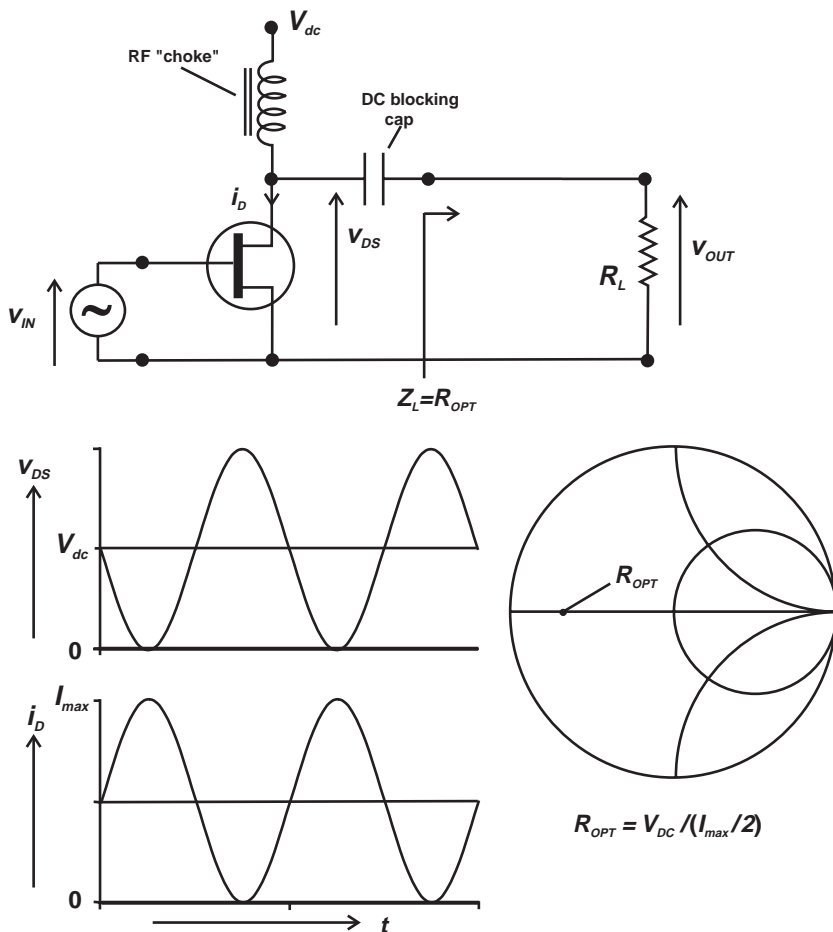 V_dc
RF "choke"
DC blocking
cap
i_D
v_DS
v_IN
~
R_L
v_OUT
Z_L=R_OPT
v_DS
V_dc
0
R_OPT
I_max
i_D
0
t
R_OPT = V_DC /(I_max/2)